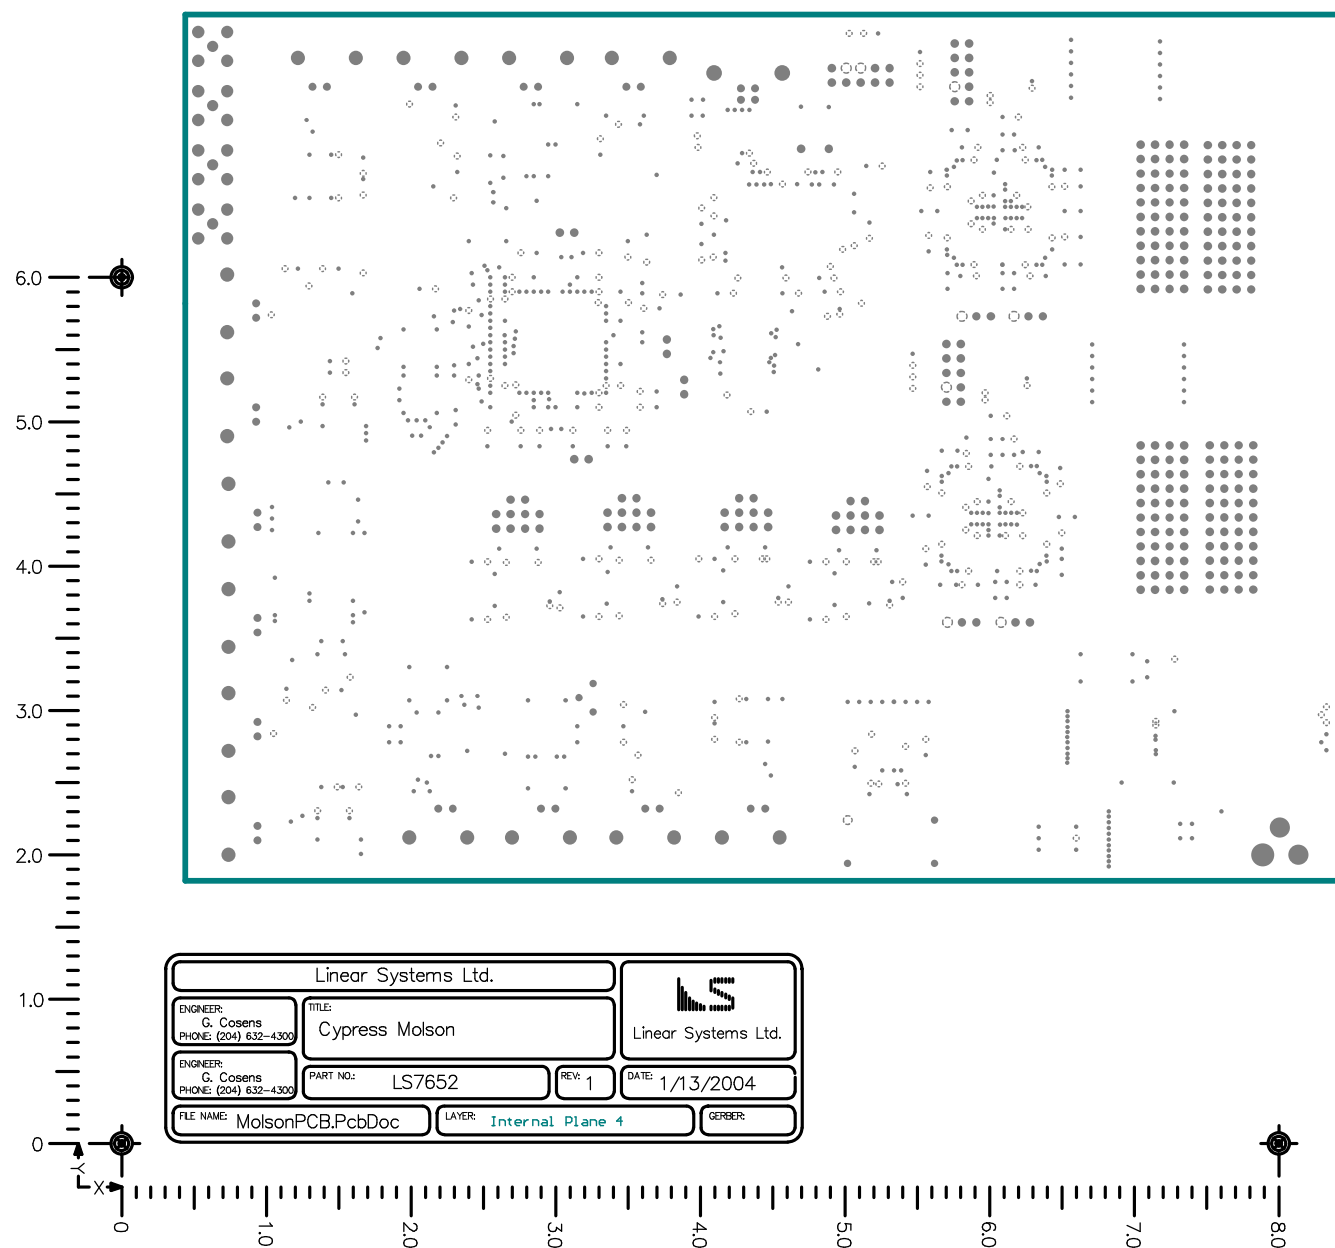 6.0
5.0
4.0
3.0
2.0
1.0
0
Y
X
0
1.0
2.0
3.0
4.0
5.0
6.0
7.0
8.0
Linear Systems Ltd.
LS
Linear Systems Ltd.
ENGINEER:
G. Cosens
PHONE: (204) 632-4300
TITLE:
Cypress Molson
ENGINEER:
G. Cosens
PHONE: (204) 632-4300
PART NO.: LS7652
REV: 1
DATE: 1/13/2004
FILE NAME: MolsonPCB.PcbDoc
LAYER: Internal Plane 4
GERBER: